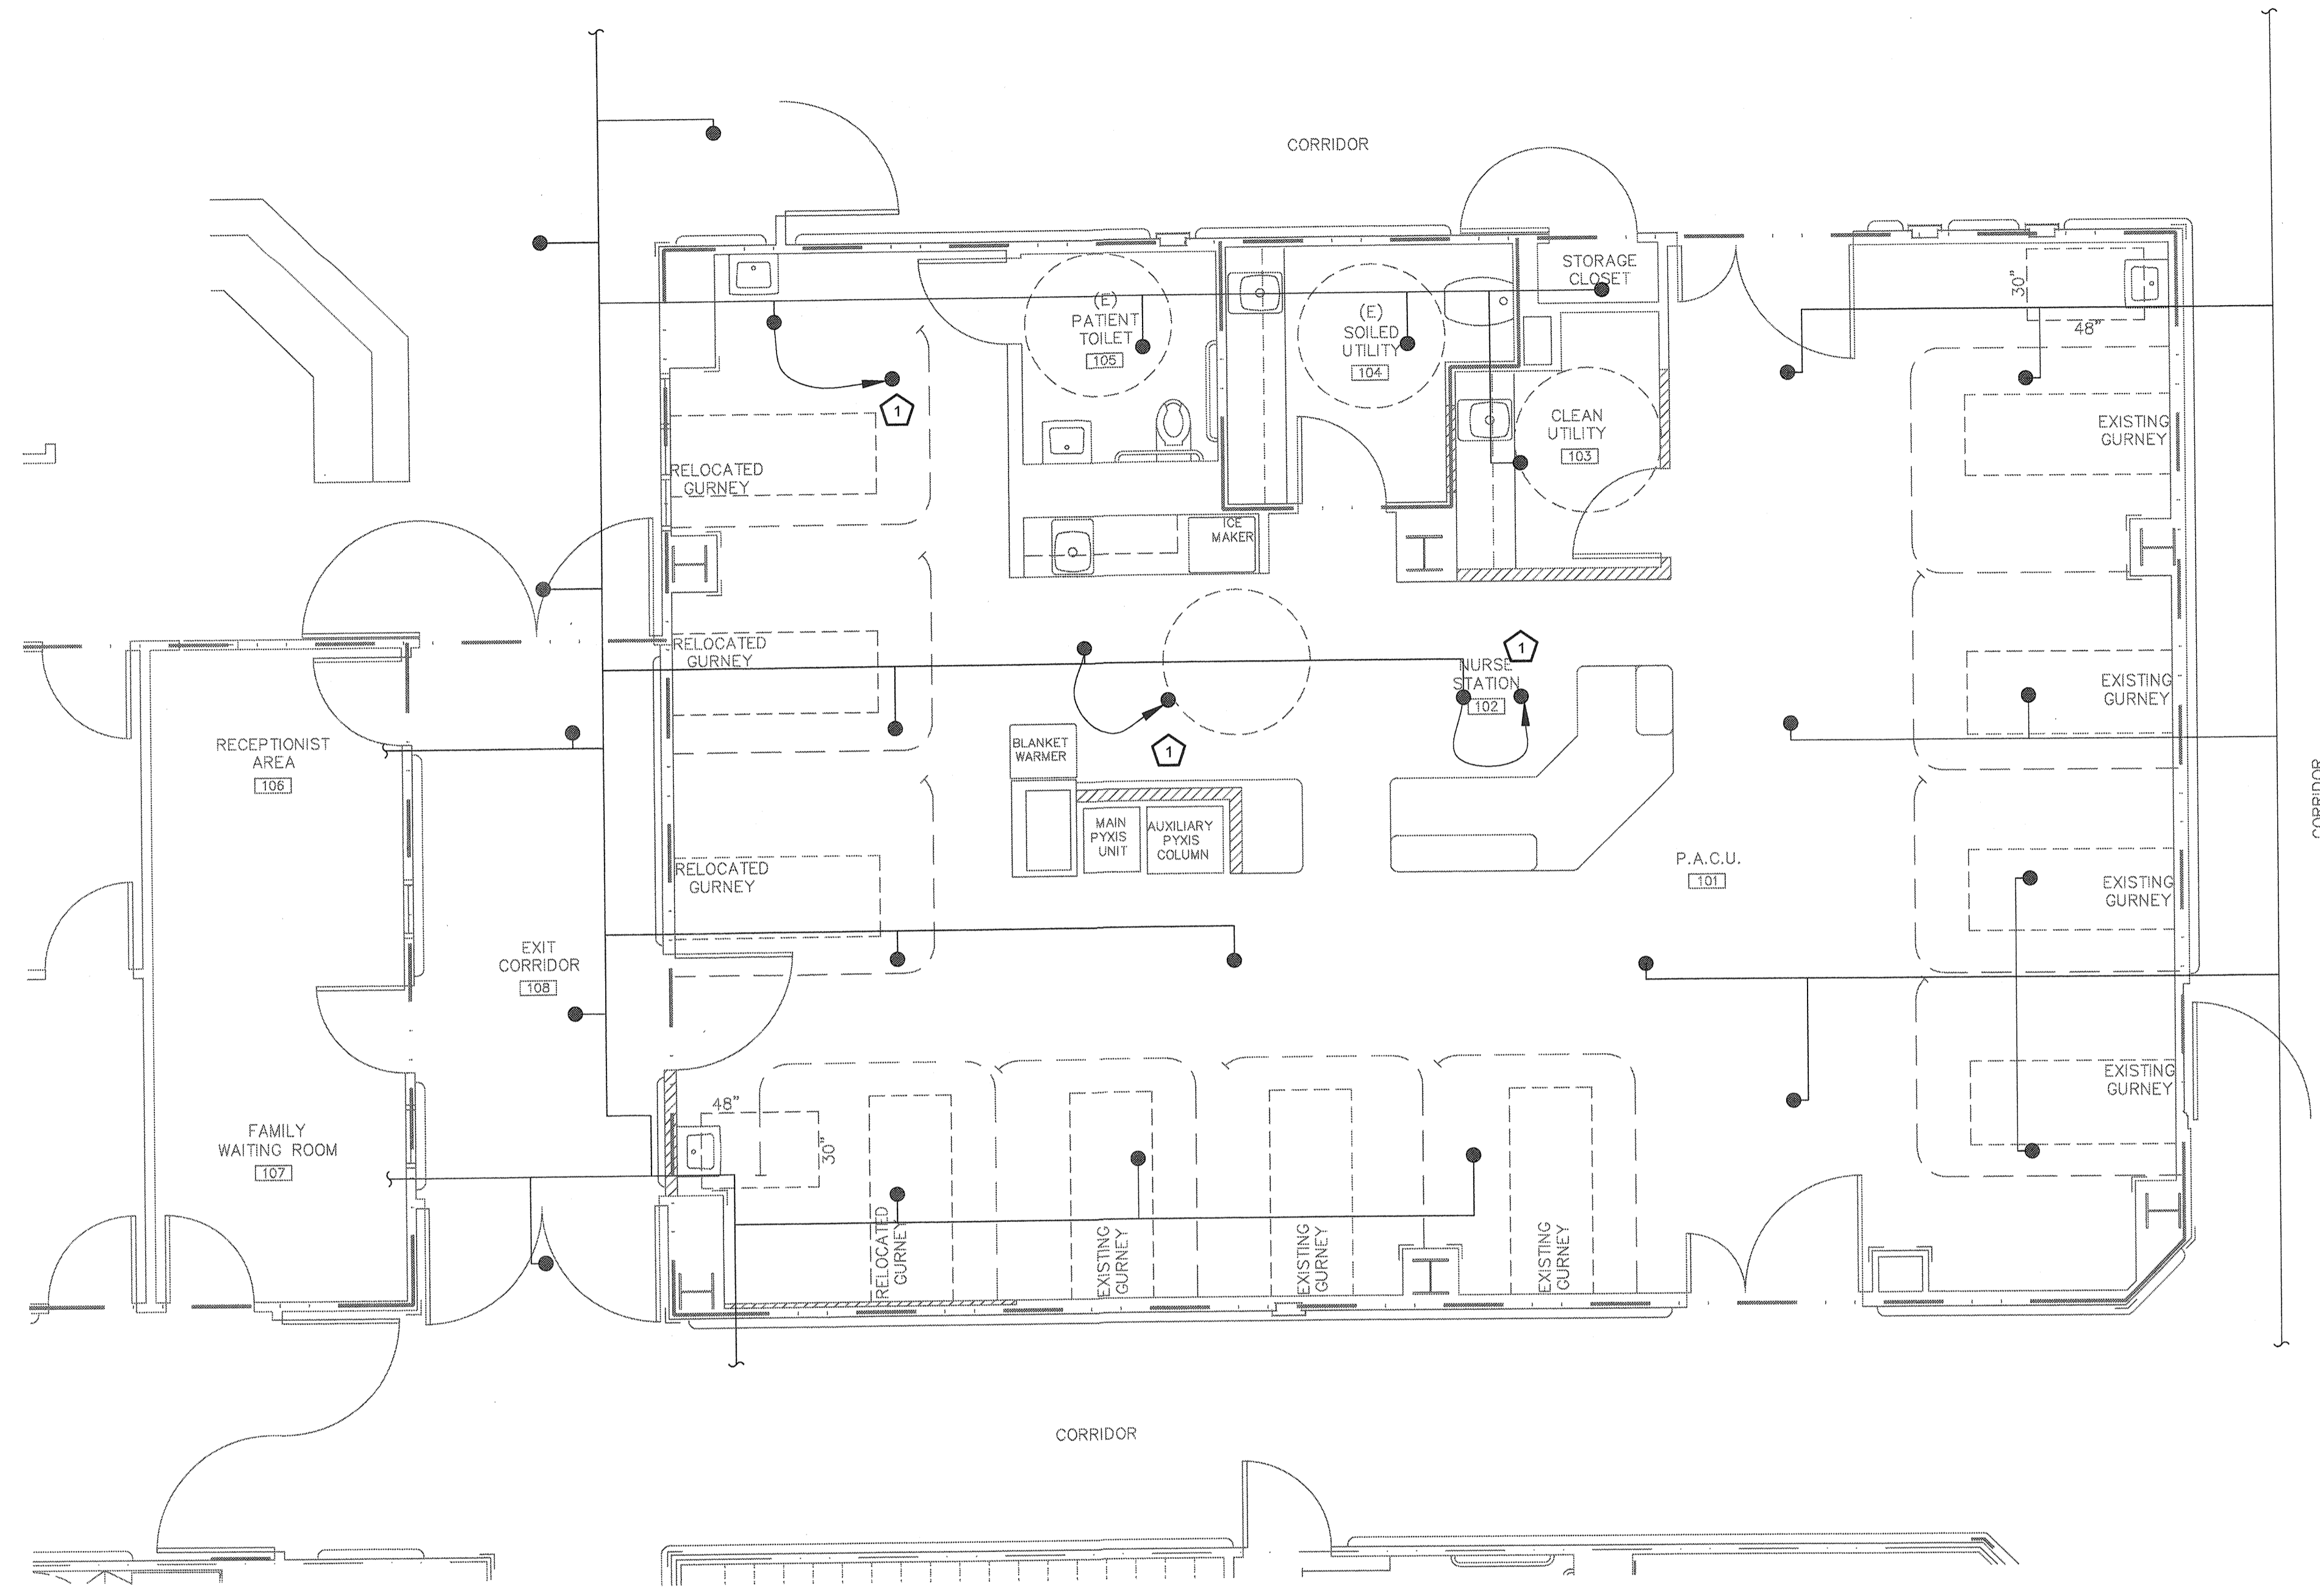 CORRIDOR
STORAGE
CLOSET
(E)
PATIENT
TOILET
105
(E)
SOILED
UTILITY
104
30"
48"
1
CLEAN
UTILITY
103
EXISTING
GURNEY
RELOCATED
GURNEY
ICE
MAKER
RELOCATED
GURNEY
1
NURSE
STATION
102
EXISTING
GURNEY
RECEPTIONIST
AREA
106
BLANKET
WARMER
1
CORRIDOR
MAIN
PYXIS
UNIT
AUXILIARY
PYXIS
COLUMN
P.A.C.U.
101
RELOCATED
GURNEY
EXISTING
GURNEY
EXIT
CORRIDOR
108
EXISTING
GURNEY
48"
30"
FAMILY
WAITING ROOM
107
RELOCATED
GURNEY
EXISTING
GURNEY
EXISTING
GURNEY
EXISTING
GURNEY
CORRIDOR